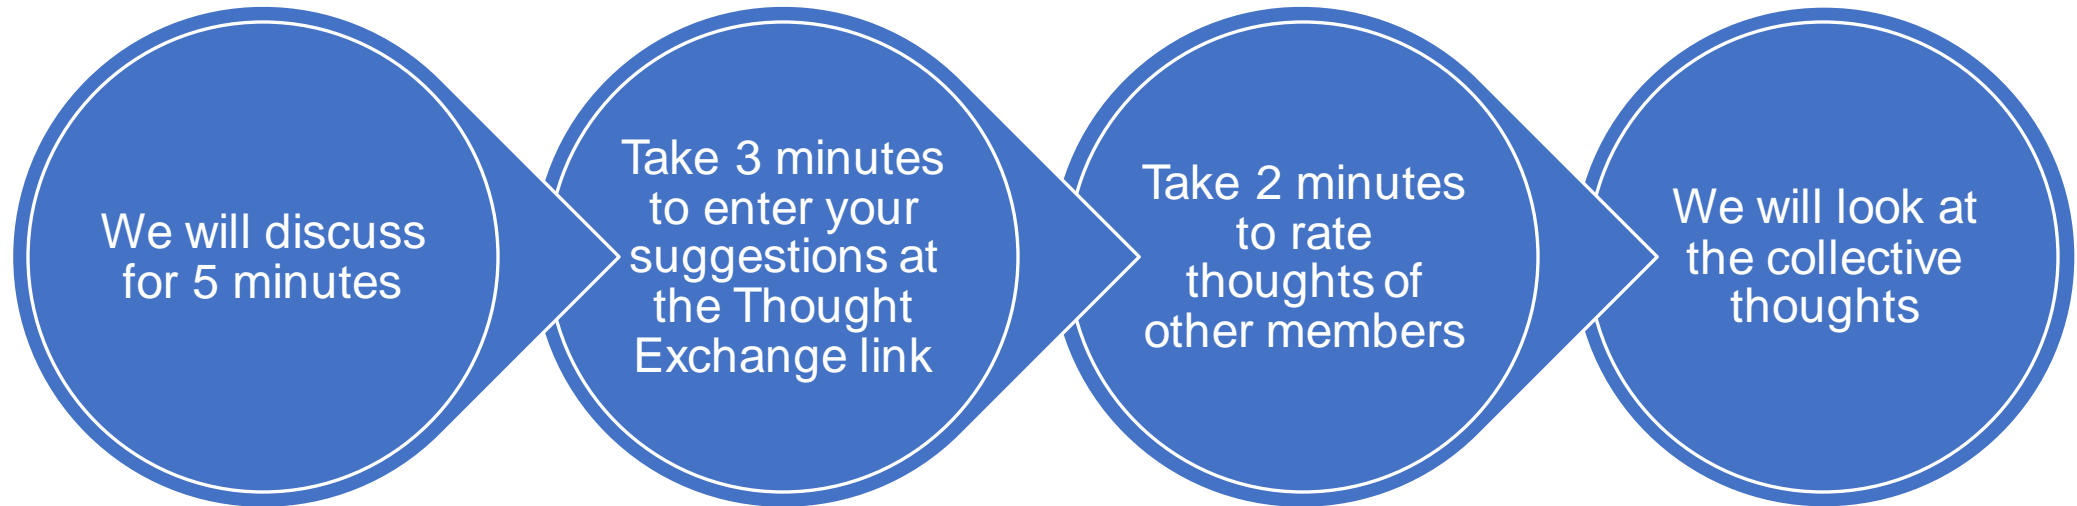 We will discuss
for 5 minutes
Take 3 minutes
to enter your
suggestions at
the Thought
Exchange link
Take 2 minutes
to rate
thoughts of
other members
We will look at
the collective
thoughts